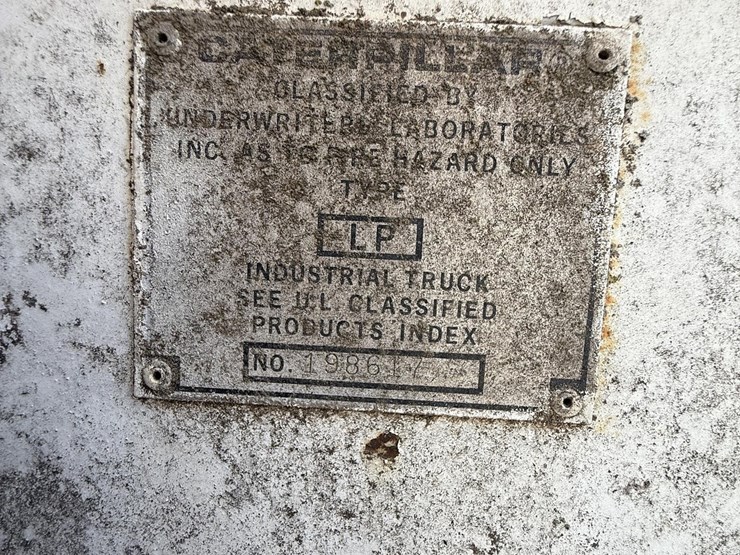 CATERPILLAR®
CLASSIFIED BY
UNDERWRITERS LABORATORIES
INC. AS TO FIRE HAZARD ONLY
TYPE
LP
INDUSTRIAL TRUCK
SEE U.L. CLASSIFIED
PRODUCTS INDEX
NO. 198617